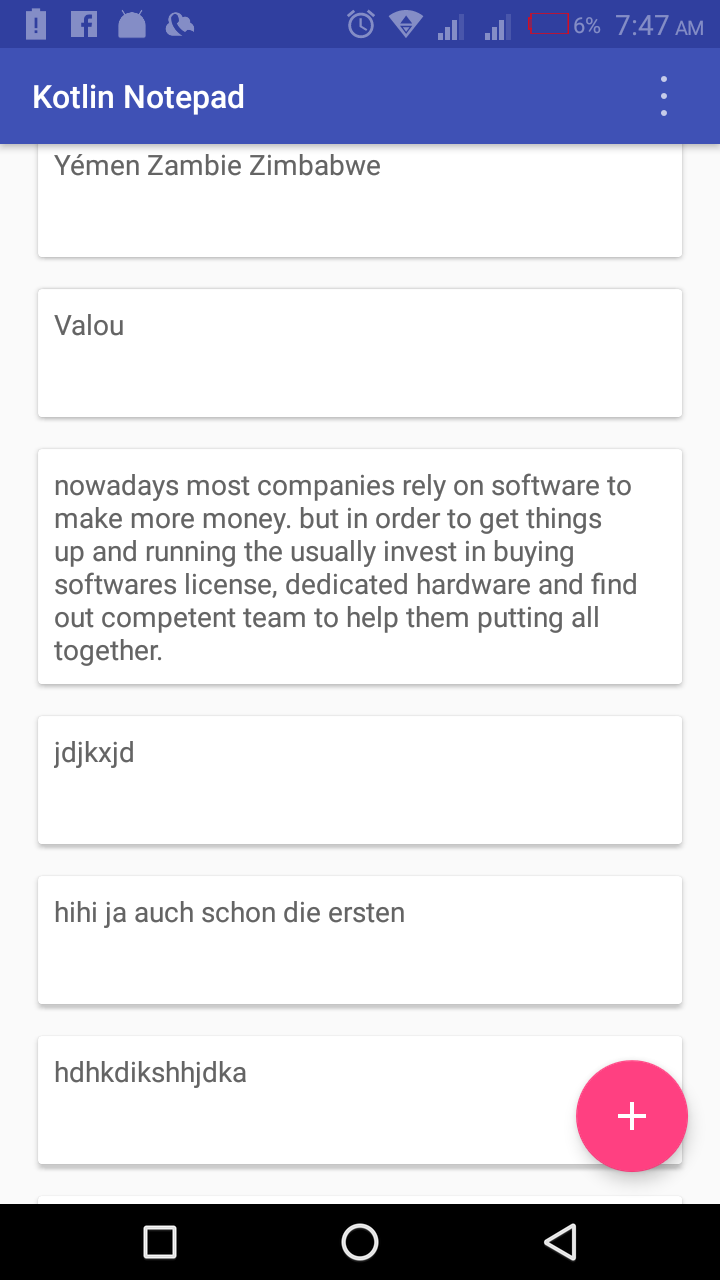 6% 7:47 AM
Kotlin Notepad
Yémen Zambie Zimbabwe
Valou
nowadays most companies rely on software to
make more money. but in order to get things
up and running the usually invest in buying
softwares license, dedicated hardware and find
out competent team to help them putting all
together.
jdjkxjd
hihi ja auch schon die ersten
hdhkdikshhjdka